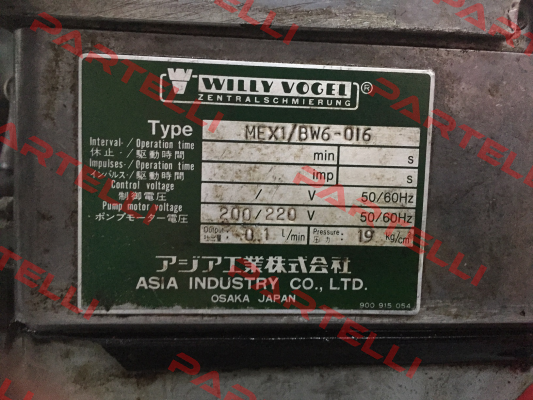 WILLY VOGEL ®
ZENTRALSCHMIERUNG
Type MEX1/BW6-016
Interval-/Operation time
休止/駆動時間 min s
Impulses-/Operation time
インパルス/駆動時間 imp s
Control voltage
制御電圧 / V 50/60Hz
Pump motor voltage
ポンプモーター電圧 200/220 V 50/60Hz
Output 0.1 l/min Pressure 19 kg/cm
圧力
アジア工業株式会社
ASIA INDUSTRY CO., LTD.
OSAKA JAPAN
900 915 054
PARTELLI
PARTELLI
PARTELLI
PARTELLI
PARTELLI